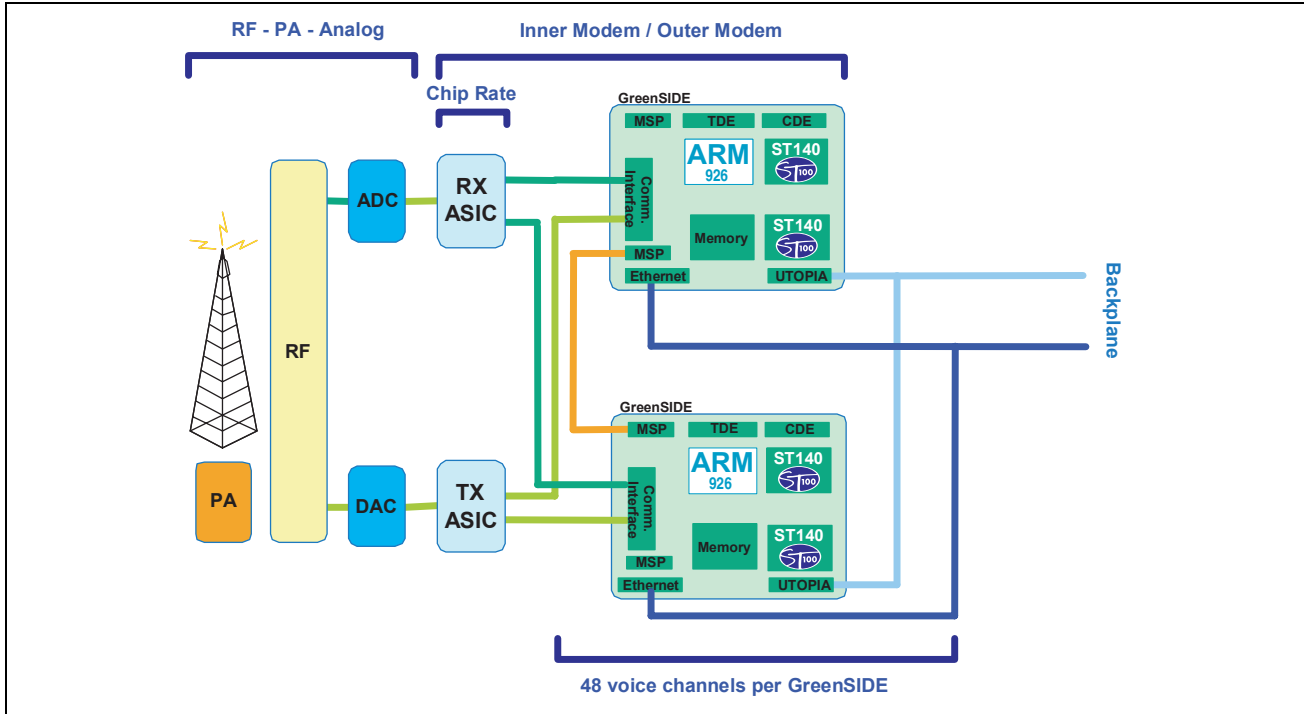 RF - PA - Analog
Inner Modem / Outer Modem
Chip Rate
GreenSIDE
MSP
TDE
CDE
ARM
926
ST140
ST100
Comm.
Interface
Memory
ST140
ST100
MSP
Ethernet
UTOPIA
RF
ADC
RX
ASIC
PA
DAC
TX
ASIC
GreenSIDE
MSP
TDE
CDE
ARM
926
ST140
ST100
Comm.
Interface
Memory
ST140
ST100
MSP
Ethernet
UTOPIA
Backplane
48 voice channels per GreenSIDE